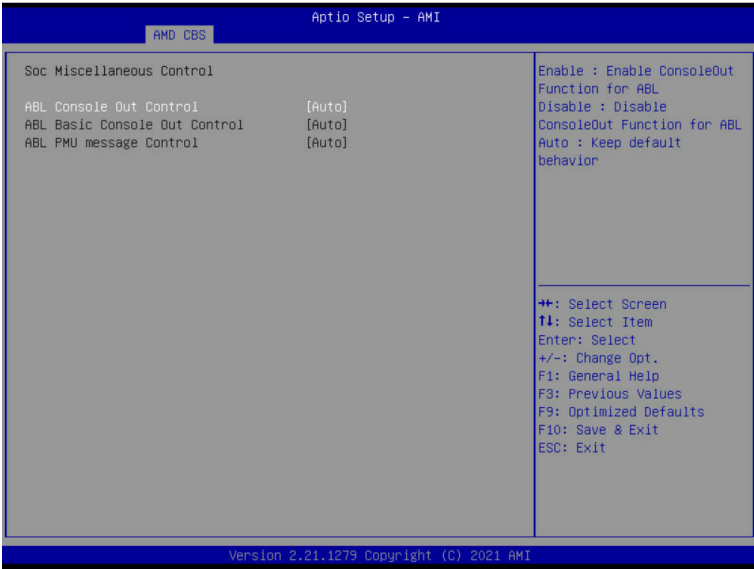 Aptio Setup – AMI
AMD CBS
Soc Miscellaneous Control
ABL Console Out Control [Auto]
ABL Basic Console Out Control [Auto]
ABL PMU message Control [Auto]
Enable : Enable ConsoleOut
Function for ABL
Disable : Disable
ConsoleOut Function for ABL
Auto : Keep default
behavior
→←: Select Screen
↑↓: Select Item
Enter: Select
+/-: Change Opt.
F1: General Help
F3: Previous Values
F9: Optimized Defaults
F10: Save & Exit
ESC: Exit
Version 2.21.1279 Copyright (C) 2021 AMI